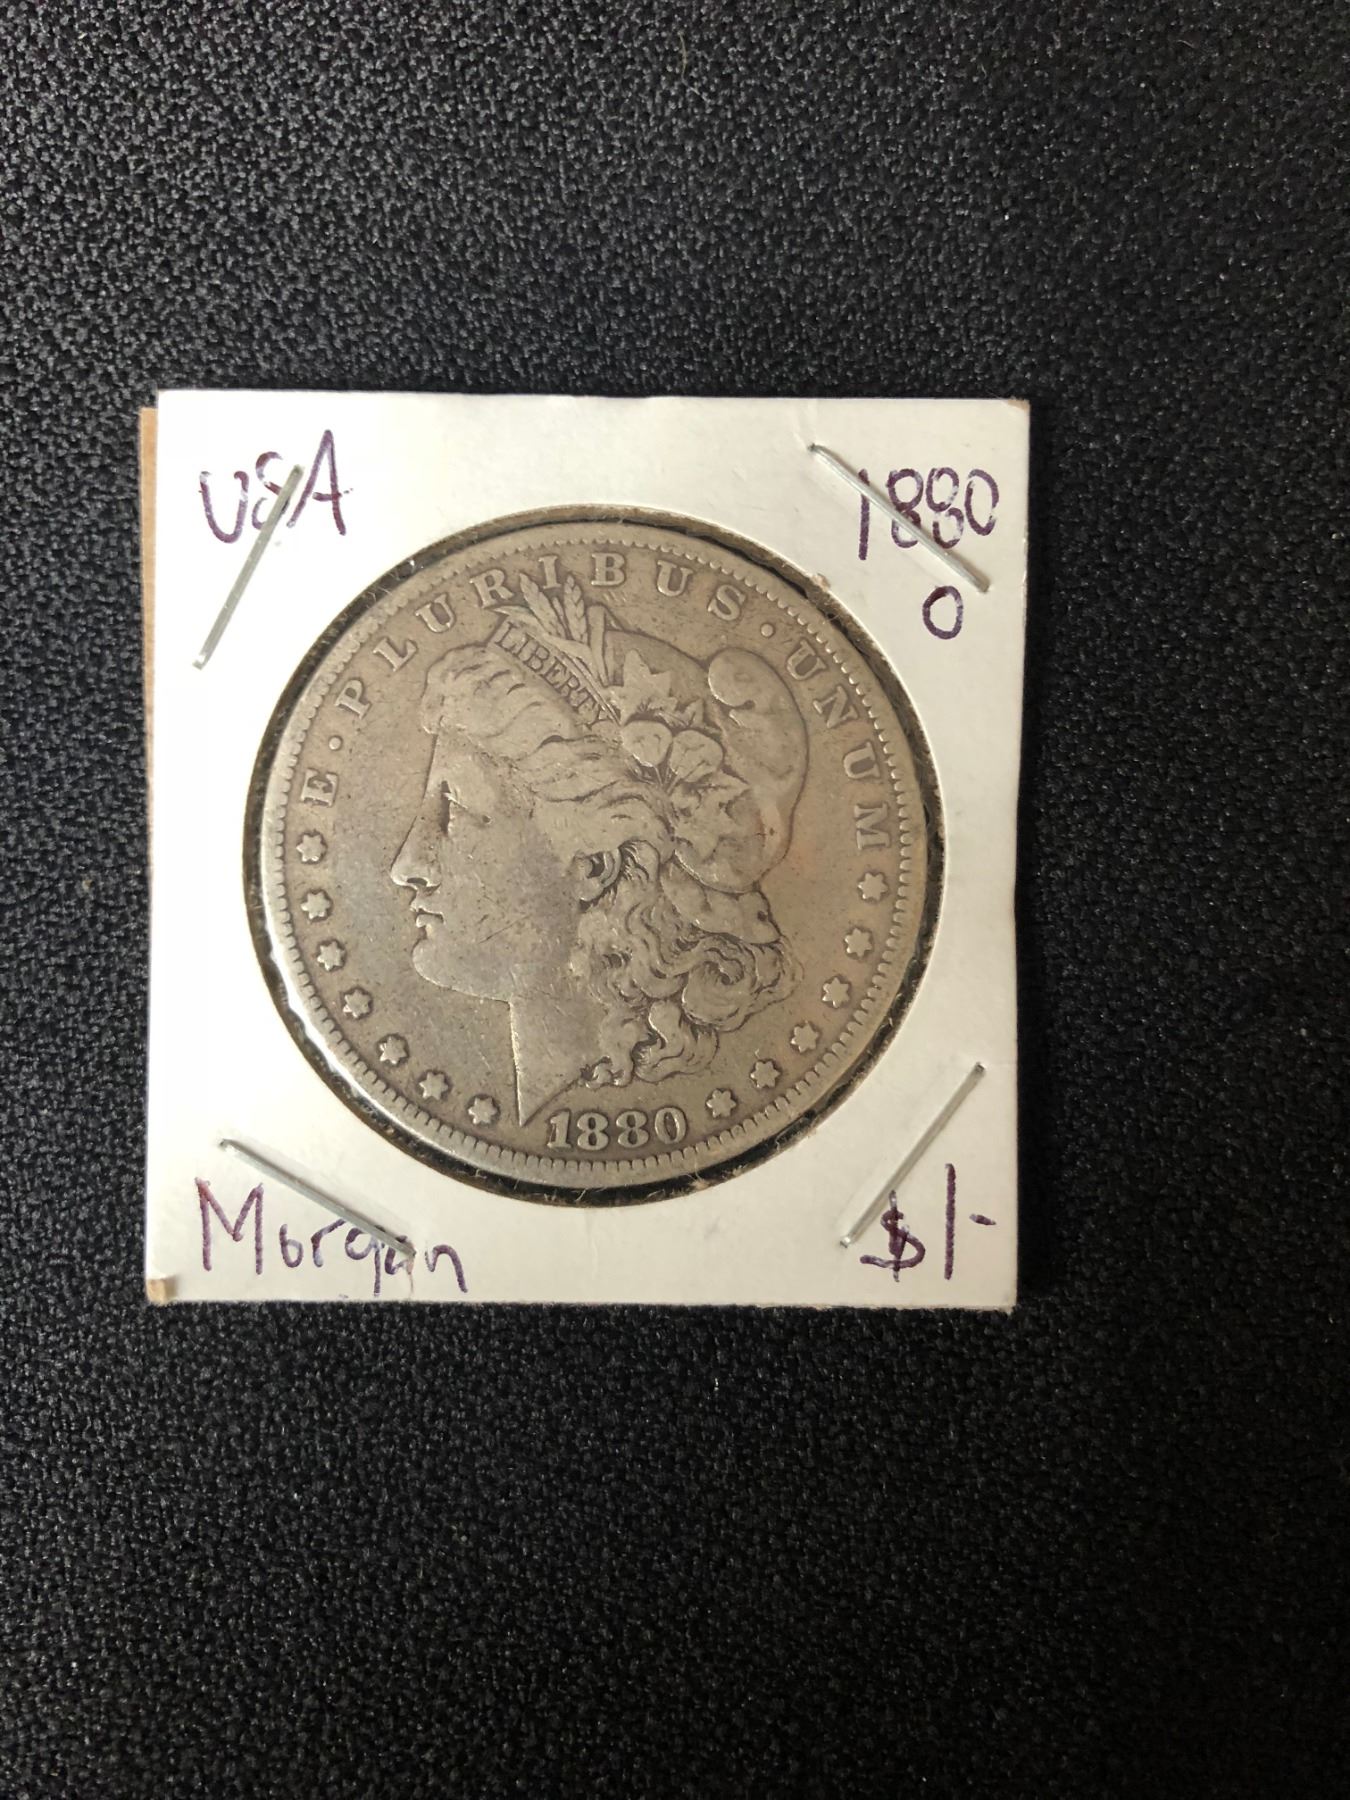 USA
1880
O
E · PLURIBUS · UNUM
LIBERTY
1880
Morgan
$1-